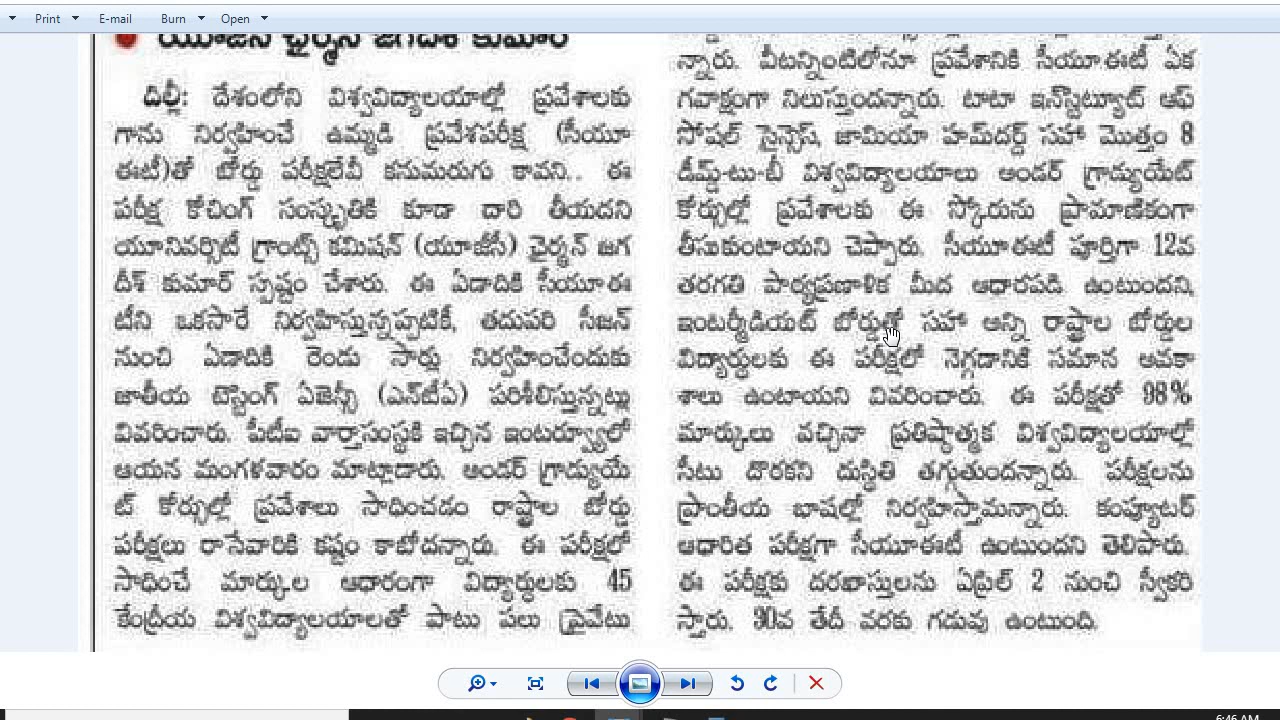 Print E-mail Burn Open
యూజీసీ ఛైర్మన్ జగదీశ్ కుమార్
దిల్లీ: దేశంలోని విశ్వవిద్యాలయాల్లో ప్రవేశాలకు
గాను నిర్వహించే ఉమ్మడి ప్రవేశపరీక్ష (సీయూ
ఈటీ)తో బోర్డు పరీక్షలేవీ కనుమరుగు కావని.. ఈ
పరీక్ష కోచింగ్ సంస్కృతికి కూడా దారి తీయదని
యూనివర్సిటీ గ్రాంట్స్ కమిషన్ (యూజీసీ) ఛైర్మన్ జగ
దీశ్ కుమార్ స్పష్టం చేశారు. ఈ ఏడాదికి సీయూఈ
టీని ఒకసారే నిర్వహిస్తున్నప్పటికీ, తదుపరి సీజన్
నుంచి ఏడాదికి రెండు సార్లు నిర్వహించేందుకు
జాతీయ టెస్టింగ్ ఏజెన్సీ (ఎన్‌టీఏ) పరిశీలిస్తున్నట్లు
వివరించారు. పీటీఐ వార్తాసంస్థకి ఇచ్చిన ఇంటర్వ్యూలో
ఆయన మంగళవారం మాట్లాడారు. అండర్ గ్రాడ్యుయే
ట్ కోర్సుల్లో ప్రవేశాలు సాధించడం రాష్ట్రాల బోర్డు
పరీక్షలు రాసేవారికి కష్టం కాబోదన్నారు. ఈ పరీక్షలో
సాధించే మార్కుల ఆధారంగా విద్యార్థులకు 45
కేంద్రీయ విశ్వవిద్యాలయాలతో పాటు పలు ప్రైవేటు
న్నారు. వీటన్నింటిలోనూ ప్రవేశానికి సీయూఈటీ ఏక
గవాక్షంగా నిలుస్తుందన్నారు. టాటా ఇన్‌స్టిట్యూట్ ఆఫ్
సోషల్ సైన్సెస్, జామియా హమ్‌దర్ద్ సహా మొత్తం 8
డీమ్డ్-టు-బీ విశ్వవిద్యాలయాలు అండర్ గ్రాడ్యుయేట్
కోర్సుల్లో ప్రవేశాలకు ఈ స్కోరును ప్రామాణికంగా
తీసుకుంటాయని చెప్పారు. సీయూఈటీ పూర్తిగా 12వ
తరగతి పాఠ్యప్రణాళిక మీద ఆధారపడి ఉంటుందని,
ఇంటర్మీడియట్ బోర్డుతో సహా అన్ని రాష్ట్రాల బోర్డుల
విద్యార్థులకు ఈ పరీక్షలో నెగ్గడానికి సమాన అవకా
శాలు ఉంటాయని వివరించారు. ఈ పరీక్షతో 98%
మార్కులు వచ్చినా ప్రతిష్ఠాత్మక విశ్వవిద్యాలయాల్లో
సీటు దొరకని దుస్థితి తగ్గుతుందన్నారు. పరీక్షలను
ప్రాంతీయ భాషల్లో నిర్వహిస్తామన్నారు. కంప్యూటర్
ఆధారిత పరీక్షగా సీయూఈటీ ఉంటుందని తెలిపారు.
ఈ పరీక్షకు దరఖాస్తులను ఏప్రిల్ 2 నుంచి స్వీకరి
స్తారు. 30వ తేదీ వరకు గడువు ఉంటుంది.
6:46 AM